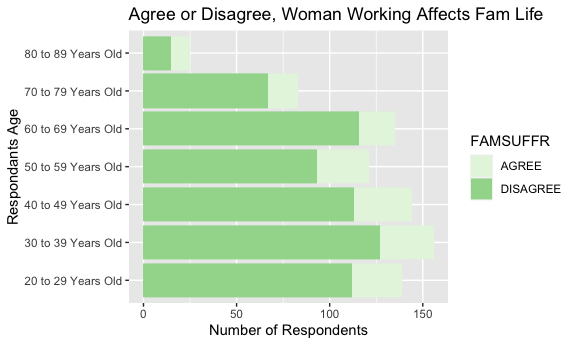 Agree or Disagree, Woman Working Affects Fam Life
Respondants Age
80 to 89 Years Old
70 to 79 Years Old
60 to 69 Years Old
50 to 59 Years Old
40 to 49 Years Old
30 to 39 Years Old
20 to 29 Years Old
0 50 100 150
Number of Respondents
FAMSUFFR
AGREE
DISAGREE